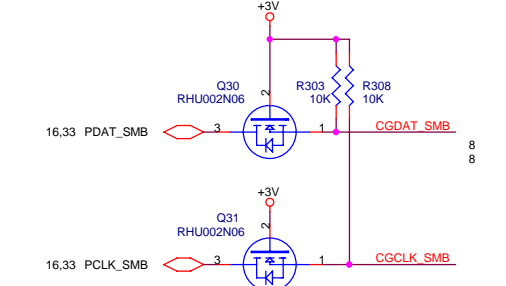 +3V
Q30
RHU002N06
2
R303
10K
R308
10K
16,33 PDAT_SMB
3
1
CGDAT_SMB
8
8
+3V
Q31
RHU002N06
2
16,33 PCLK_SMB
3
1
CGCLK_SMB